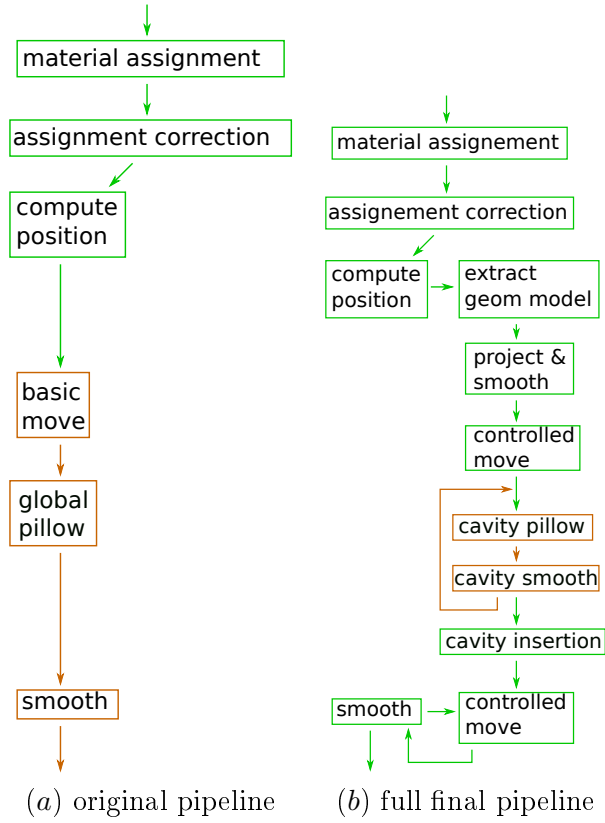 material assignment
assignment correction
compute
position
basic
move
global
pillow
smooth
(a) original pipeline
material assignement
assignement correction
compute
position
extract
geom model
project &
smooth
controlled
move
cavity pillow
cavity smooth
cavity insertion
smooth
controlled
move
(b) full final pipeline